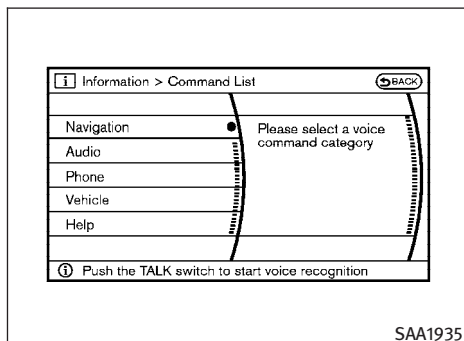 i Information > Command List
BACK
Navigation
Please select a voice
command category
Audio
Phone
Vehicle
Help
i Push the TALK switch to start voice recognition
SAA1935